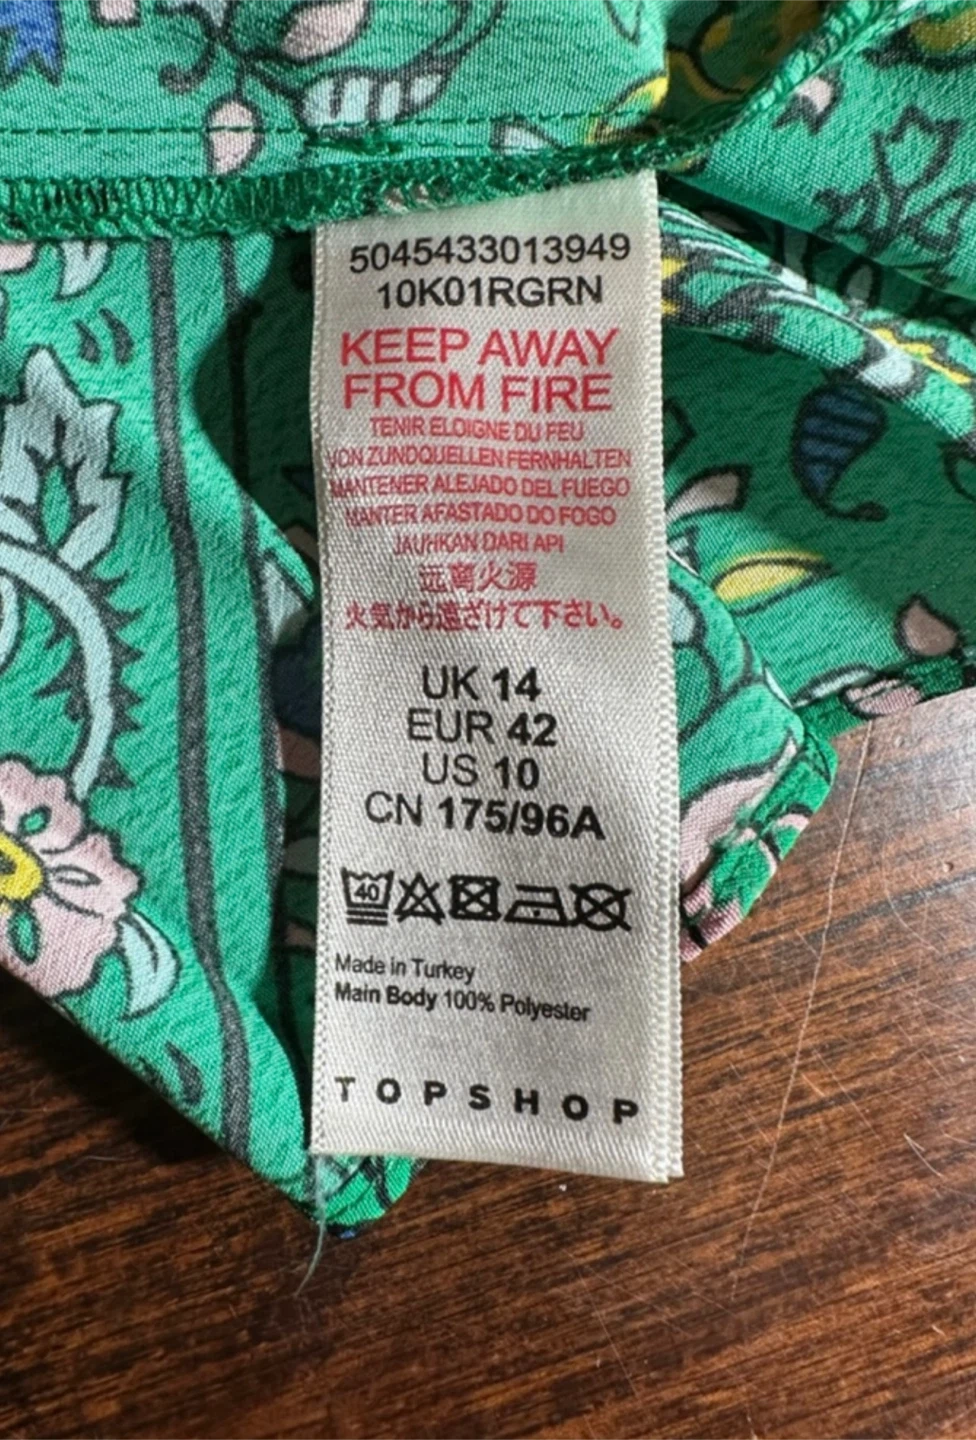 5045433013949
10K01RGRN
KEEP AWAY
FROM FIRE
TENIR ELOIGNE DU FEU
VON ZUNDQUELLEN FERNHALTEN
MANTENER ALEJADO DEL FUEGO
MANTER AFASTADO DO FOGO
JAUHKAN DARI API
远离火源
火気から遠ざけて下さい。
UK 14
EUR 42
US 10
CN 175/96A
40
Made in Turkey
Main Body 100% Polyester
TOPSHOP